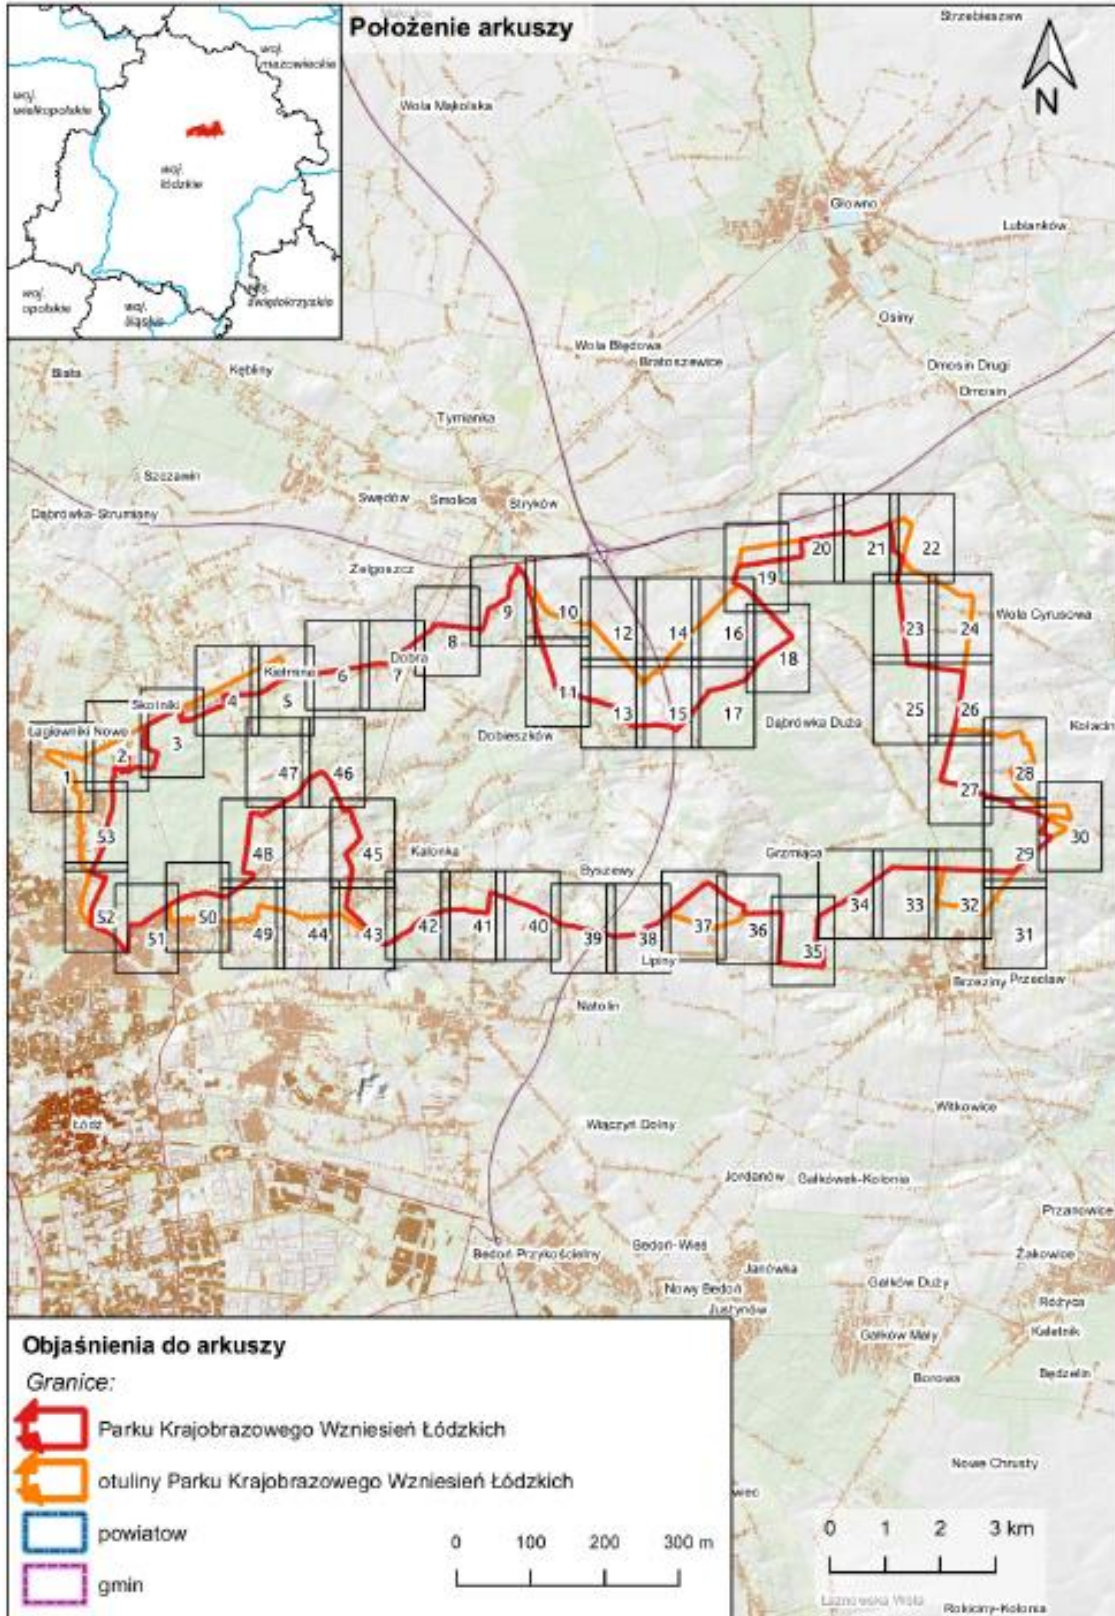 Położenie arkuszy
Strzebieszew
woj.
mazowieckie
woj.
wielkopolskie
woj.
łódzkie
woj.
opolskie
woj.
śląskie
woj.
świętokrzyskie
N
Wola Mąkolska
Głowno
Lubianków
Osiny
Wola Błędowa
Bratoszewice
Dmosin Drugi
Dmosin
Biała
Kębliny
Tymianka
Szczawin
Swędów
Smolice
Stryków
Dąbrówka-Strumiany
Zelgoszcz
20
21
22
19
9
10
8
12
14
16
18
23
24
Wola Cyrusowa
Kiełmina
Dobra
6
7
4
5
11
13
15
17
25
26
Skotniki
Łagiewniki Nowe
2
3
Dobieszków
Dąbrówka Duża
Kołacin
1
47
46
27
28
30
53
48
45
Kalonka
Byszewy
Grzmiąca
29
52
51
50
49
44
43
42
41
40
39
38
37
36
35
34
33
32
31
Lipiny
Brzeziny
Przecław
Natolin
Łódź
Wiączyń Dolny
Witkowice
Jordanów
Gałkówek-Kolonia
Przanowice
Bedoń Przykościelny
Bedoń-Wieś
Żakowice
Janówka
Nowy Bedoń
Gałków Duży
Justynów
Różyca
Gałków Mały
Kaletnik
Borowa
Będzelin
Nowe Chrusty
wiec
Łaznowska Wola
Rokiciny-Kolonia
Objaśnienia do arkuszy
Granice:
Parku Krajobrazowego Wzniesień Łódzkich
otuliny Parku Krajobrazowego Wzniesień Łódzkich
powiatow
gmin
0 100 200 300 m
0 1 2 3 km